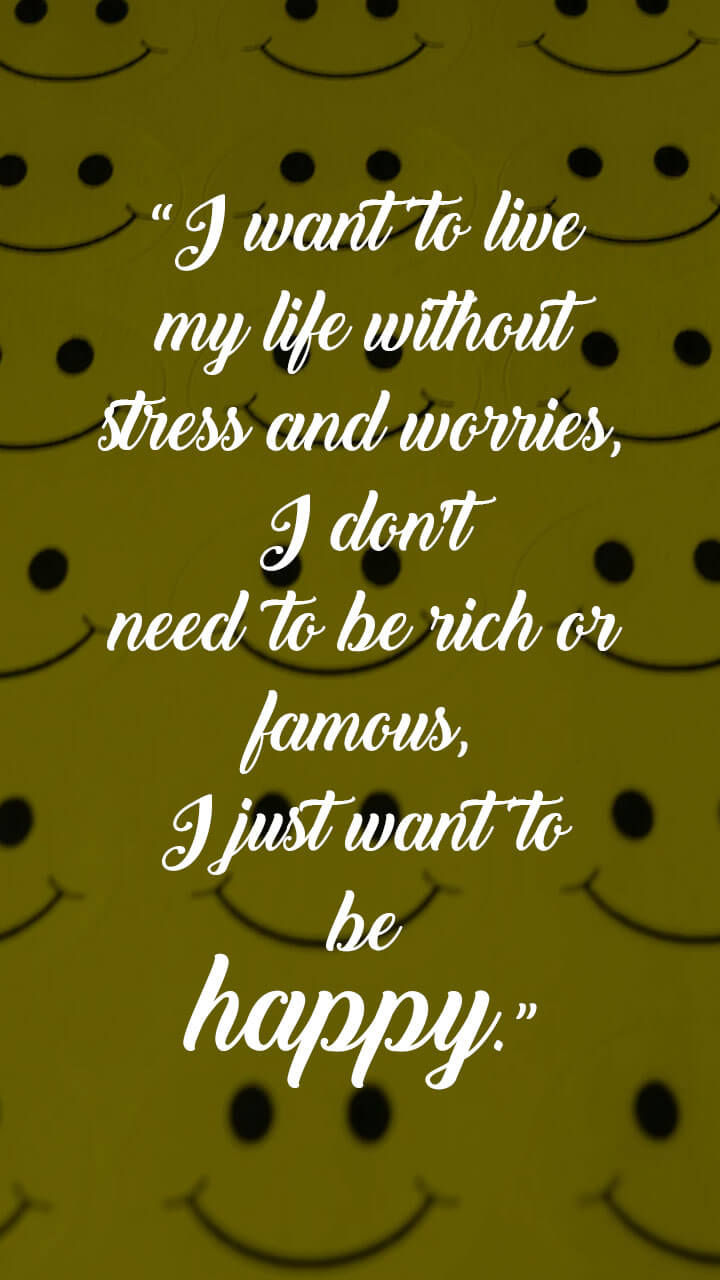 “I want to live
my life without
stress and worries,
I don't
need to be rich or
famous,
I just want to
be
happy.”